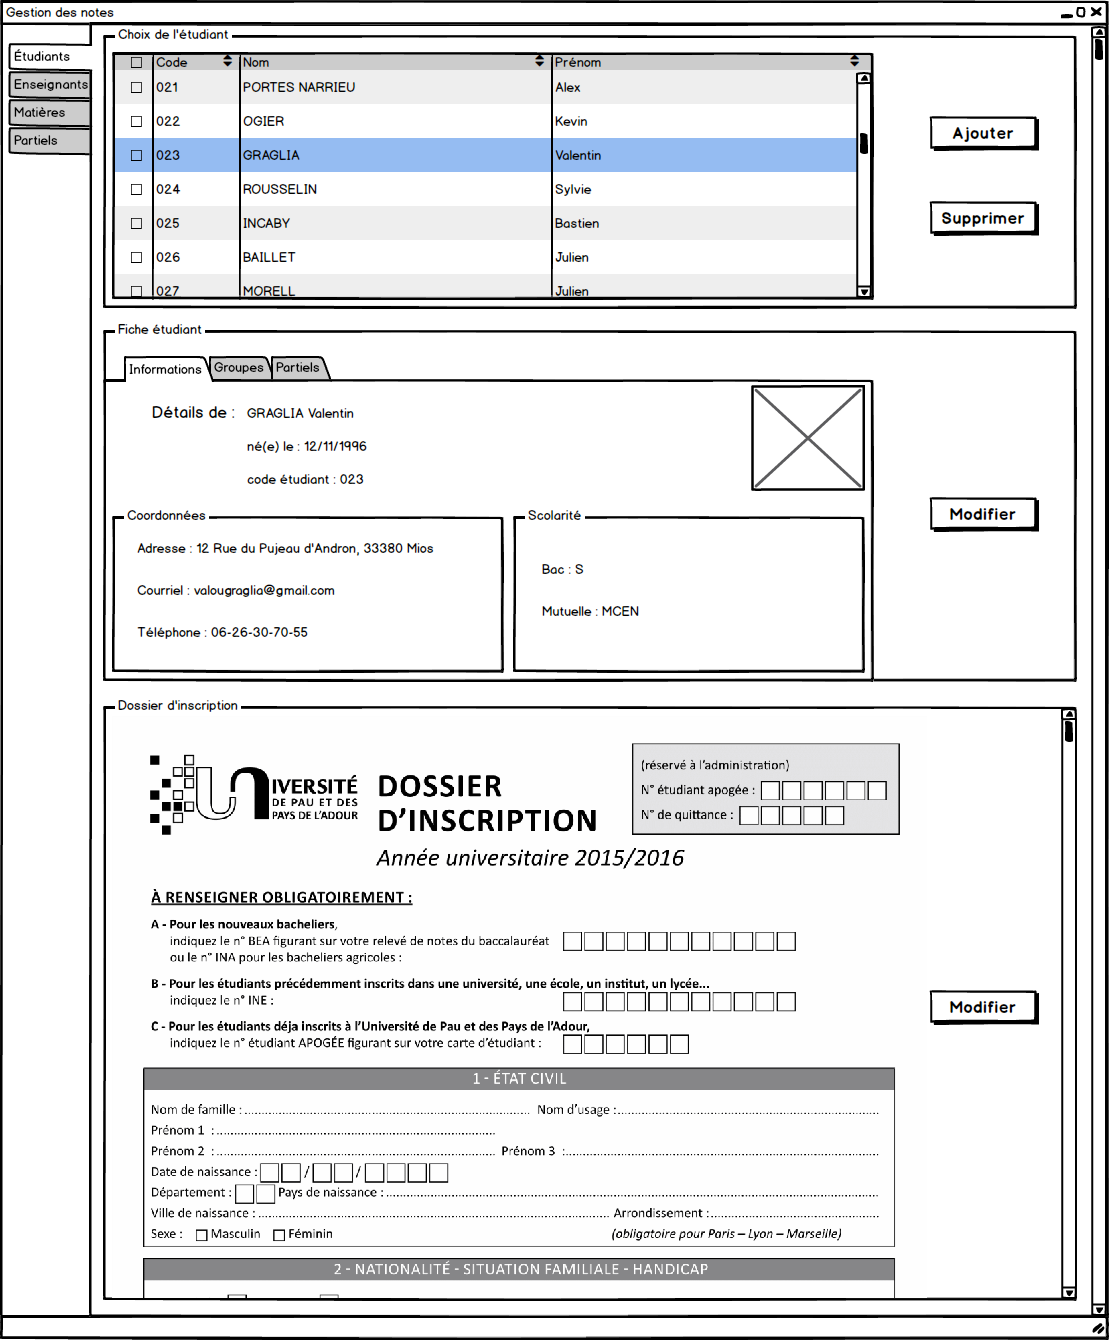 Gestion des notes
Étudiants
Enseignants
Matières
Partiels
Choix de l'étudiant
Code Nom Prénom
021 PORTES NARRIEU Alex
022 OGIER Kevin
023 GRAGLIA Valentin
024 ROUSSELIN Sylvie
025 INCABY Bastien
026 BAILLET Julien
027 MORELL Julien
Ajouter
Supprimer
Fiche étudiant
Informations Groupes Partiels
Détails de : GRAGLIA Valentin
né(e) le : 12/11/1996
code étudiant : 023
Modifier
Coordonnées
Adresse : 12 Rue du Pujeau d'Andron, 33380 Mios
Courriel : valougraglia@gmail.com
Téléphone : 06-26-30-70-55
Scolarité
Bac : S
Mutuelle : MCEN
Dossier d'inscription
UNIVERSITÉ
DE PAU ET DES
PAYS DE L'ADOUR
DOSSIER
D'INSCRIPTION
Année universitaire 2015/2016
(réservé à l'administration)
N° étudiant apogée :
N° de quittance :
À RENSEIGNER OBLIGATOIREMENT :
A - Pour les nouveaux bacheliers,
indiquez le n° BEA figurant sur votre relevé de notes du baccalauréat
ou le n° INA pour les bacheliers agricoles :
B - Pour les étudiants précédemment inscrits dans une université, une école, un institut, un lycée...
indiquez le n° INE :
C - Pour les étudiants déja inscrits à l'Université de Pau et des Pays de l'Adour,
indiquez le n° étudiant APOGÉE figurant sur votre carte d'étudiant :
Modifier
1 - ÉTAT CIVIL
Nom de famille : Nom d'usage :
Prénom 1 :
Prénom 2 : Prénom 3 :
Date de naissance : / /
Département : Pays de naissance :
Ville de naissance : Arrondissement :
Sexe : Masculin Féminin (obligatoire pour Paris – Lyon – Marseille)
2 - NATIONALITÉ - SITUATION FAMILIALE - HANDICAP